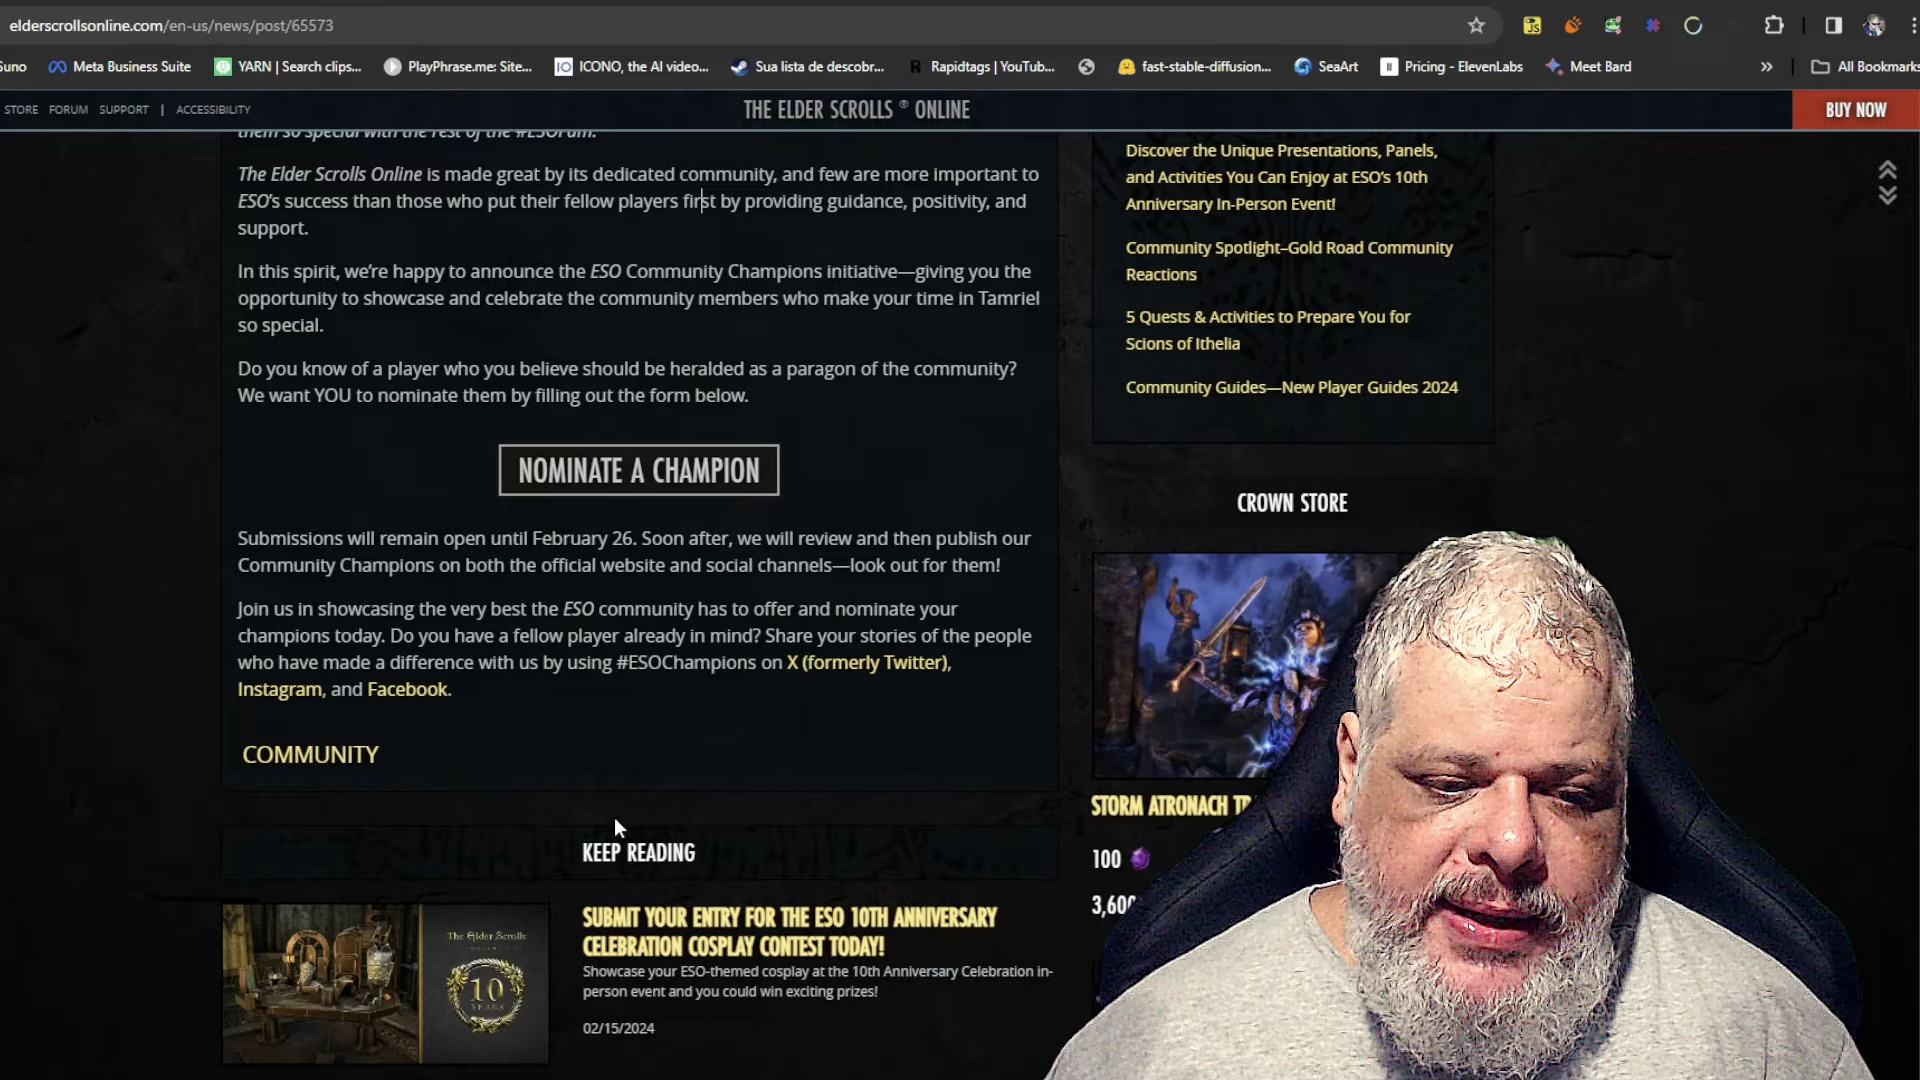 elderscrollsonline.com/en-us/news/post/65573
Suno
Meta Business Suite
YARN | Search clips...
PlayPhrase.me: Site...
ICONO, the AI video...
Sua lista de descobr...
Rapidtags | YouTub...
fast-stable-diffusion...
SeArt
Pricing - ElevenLabs
Meet Bard
All Bookmarks
STORE FORUM SUPPORT | ACCESSIBILITY
THE ELDER SCROLLS ® ONLINE
BUY NOW
them so special with the rest of the #ESOFam.
The Elder Scrolls Online is made great by its dedicated community, and few are more important to
ESO's success than those who put their fellow players first by providing guidance, positivity, and
support.
In this spirit, we're happy to announce the ESO Community Champions initiative—giving you the
opportunity to showcase and celebrate the community members who make your time in Tamriel
so special.
Do you know of a player who you believe should be heralded as a paragon of the community?
We want YOU to nominate them by filling out the form below.
NOMINATE A CHAMPION
Submissions will remain open until February 26. Soon after, we will review and then publish our
Community Champions on both the official website and social channels—look out for them!
Join us in showcasing the very best the ESO community has to offer and nominate your
champions today. Do you have a fellow player already in mind? Share your stories of the people
who have made a difference with us by using #ESOChampions on X (formerly Twitter),
Instagram, and Facebook.
COMMUNITY
KEEP READING
The Elder Scrolls
ONLINE
10
YEARS
SUBMIT YOUR ENTRY FOR THE ESO 10TH ANNIVERSARY
CELEBRATION COSPLAY CONTEST TODAY!
Showcase your ESO-themed cosplay at the 10th Anniversary Celebration in-
person event and you could win exciting prizes!
02/15/2024
Discover the Unique Presentations, Panels,
and Activities You Can Enjoy at ESO's 10th
Anniversary In-Person Event!
Community Spotlight–Gold Road Community
Reactions
5 Quests & Activities to Prepare You for
Scions of Ithelia
Community Guides—New Player Guides 2024
CROWN STORE
STORM ATRONACH
100
3,600